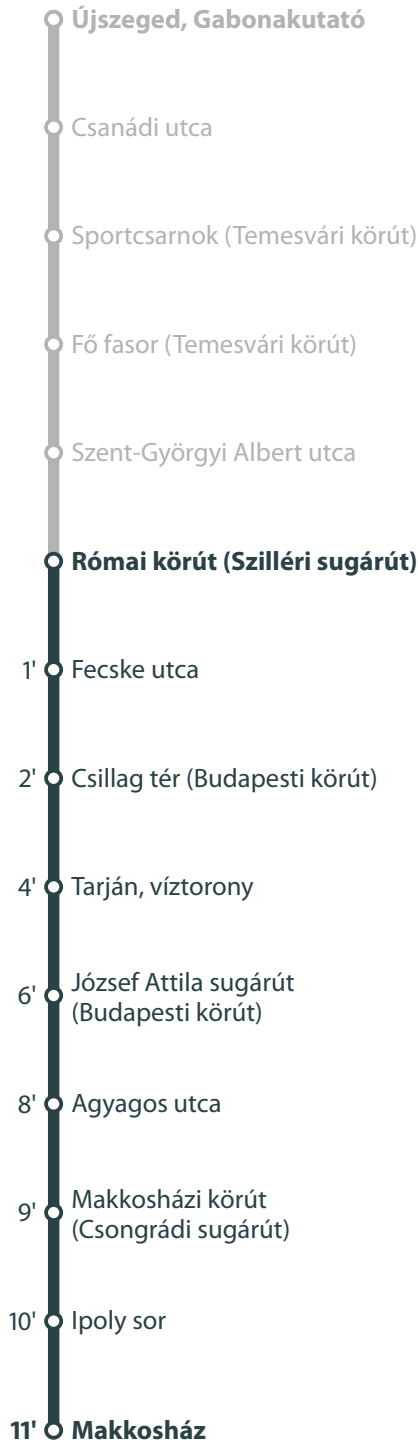 Újszeged, Gabonakutató
Csanádi utca
Sportcsarnok (Temesvári körút)
Fő fasor (Temesvári körút)
Szent-Györgyi Albert utca
Római körút (Szilléri sugárút)
1' Fecske utca
2' Csillag tér (Budapesti körút)
4' Tarján, víztorony
6' József Attila sugárút
(Budapesti körút)
8' Agyagos utca
9' Makkosházi körút
(Csongrádi sugárút)
10' Ipoly sor
11' Makkosház